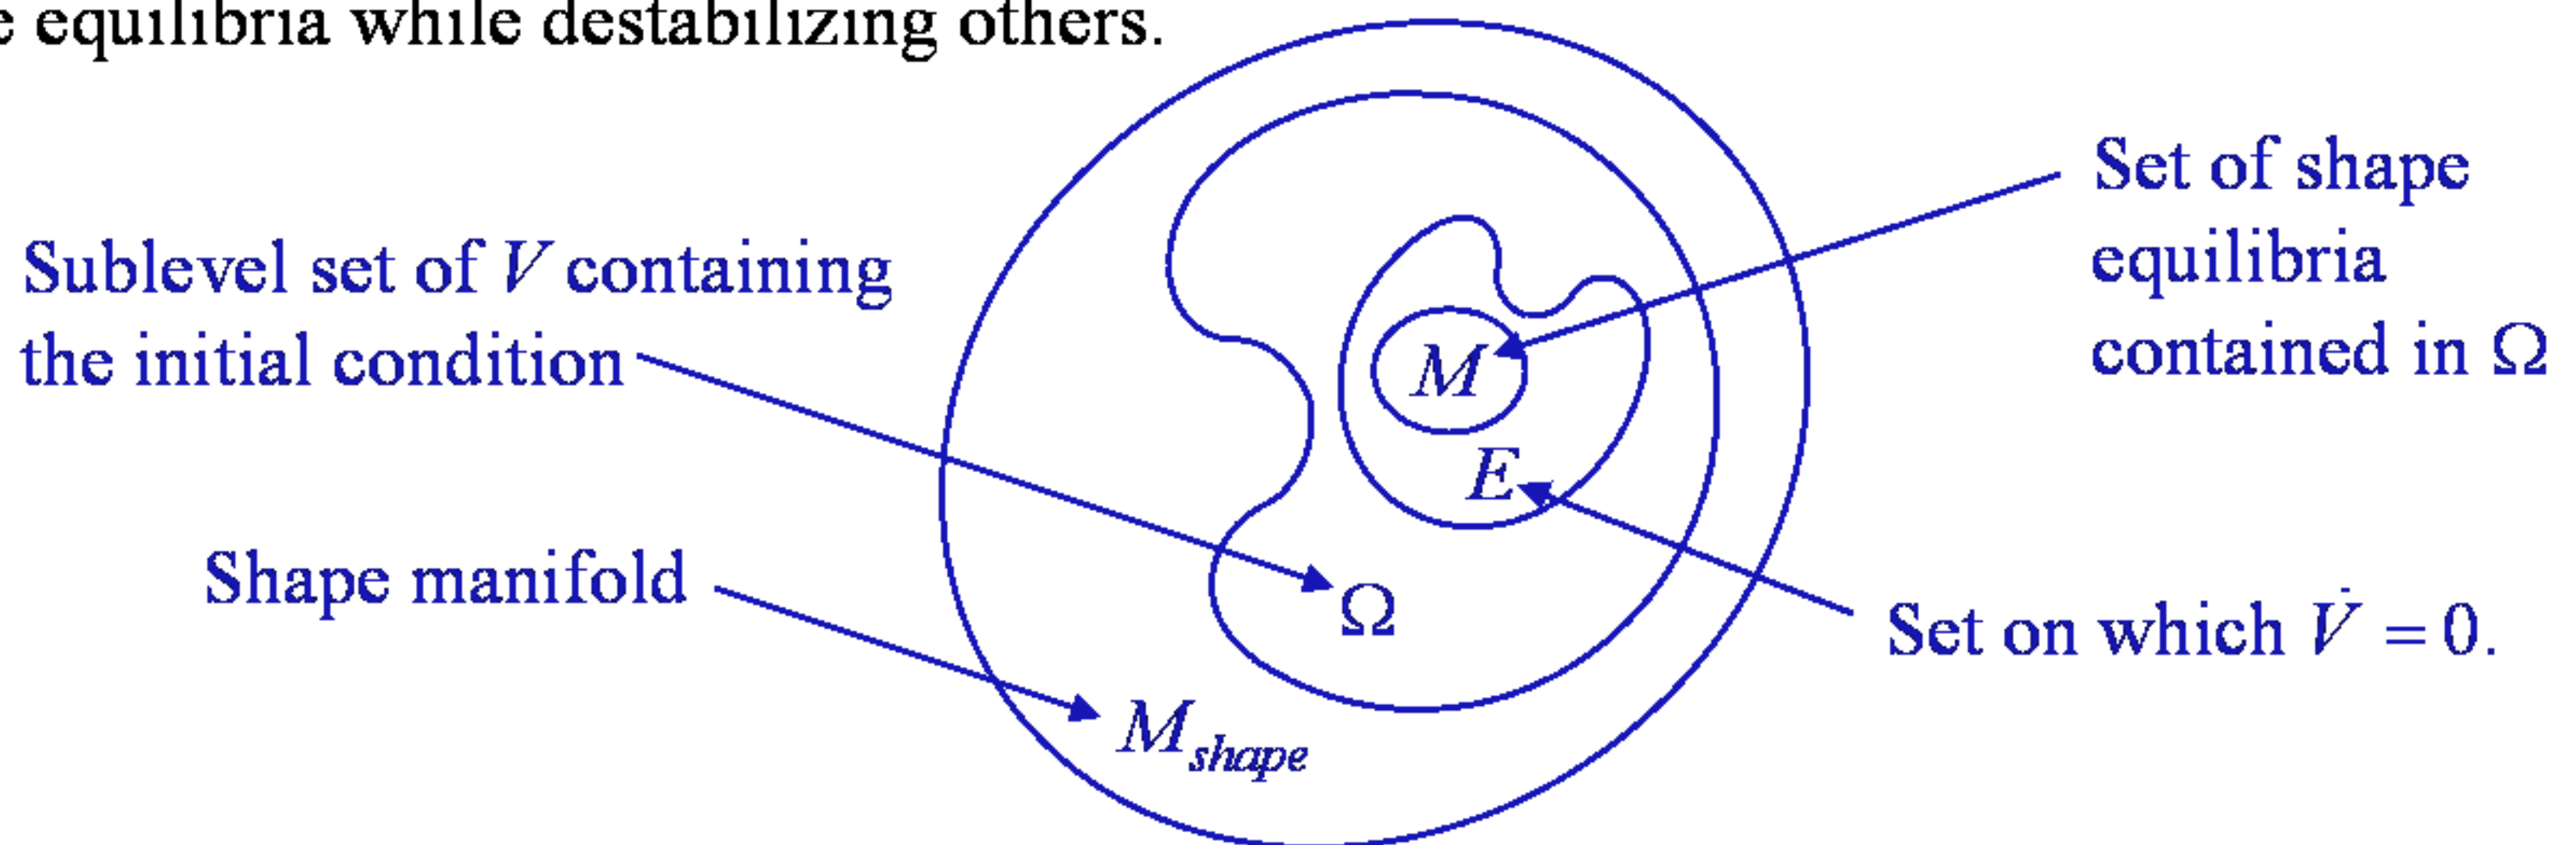 e equilibria while destabilizing others.
Sublevel set of V containing
the initial condition
Shape manifold
M
E
Ω
M_shape
Set of shape
equilibria
contained in Ω
Set on which V̇ = 0.